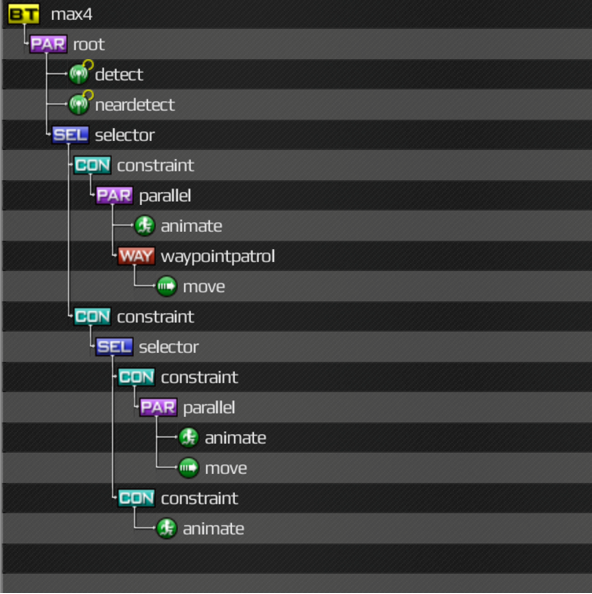 BT max4
PAR root
detect
neardetect
SEL selector
CON constraint
PAR parallel
animate
WAY waypointpatrol
move
CON constraint
SEL selector
CON constraint
PAR parallel
animate
move
CON constraint
animate